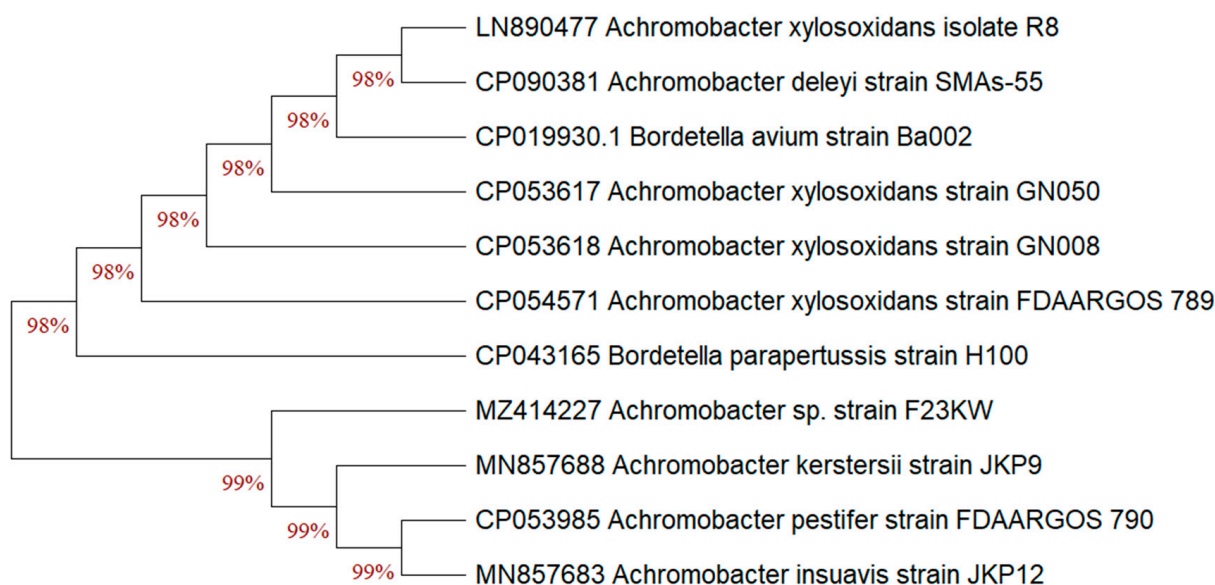 LN890477 Achromobacter xylosoxidans isolate R8
98%
CP090381 Achromobacter deleyi strain SMAs-55
98%
CP019930.1 Bordetella avium strain Ba002
98%
CP053617 Achromobacter xylosoxidans strain GN050
98%
CP053618 Achromobacter xylosoxidans strain GN008
98%
CP054571 Achromobacter xylosoxidans strain FDAARGOS 789
98%
CP043165 Bordetella parapertussis strain H100
MZ414227 Achromobacter sp. strain F23KW
99%
MN857688 Achromobacter kerstersii strain JKP9
99%
CP053985 Achromobacter pestifer strain FDAARGOS 790
99%
MN857683 Achromobacter insuavis strain JKP12